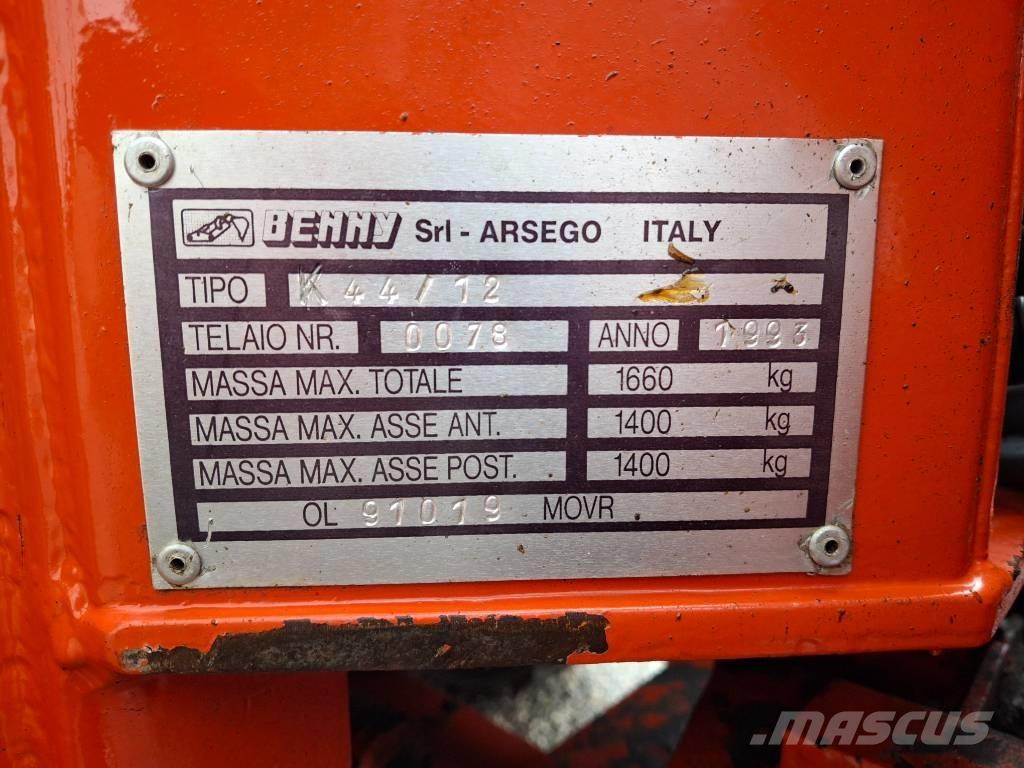 BENNY Srl - ARSEGO ITALY
TIPO K 44/12
TELAIO NR. 0078 ANNO 1993
MASSA MAX. TOTALE 1660 kg
MASSA MAX. ASSE ANT. 1400 kg
MASSA MAX. ASSE POST. 1400 kg
OL 91019 MOVR
MASCUS